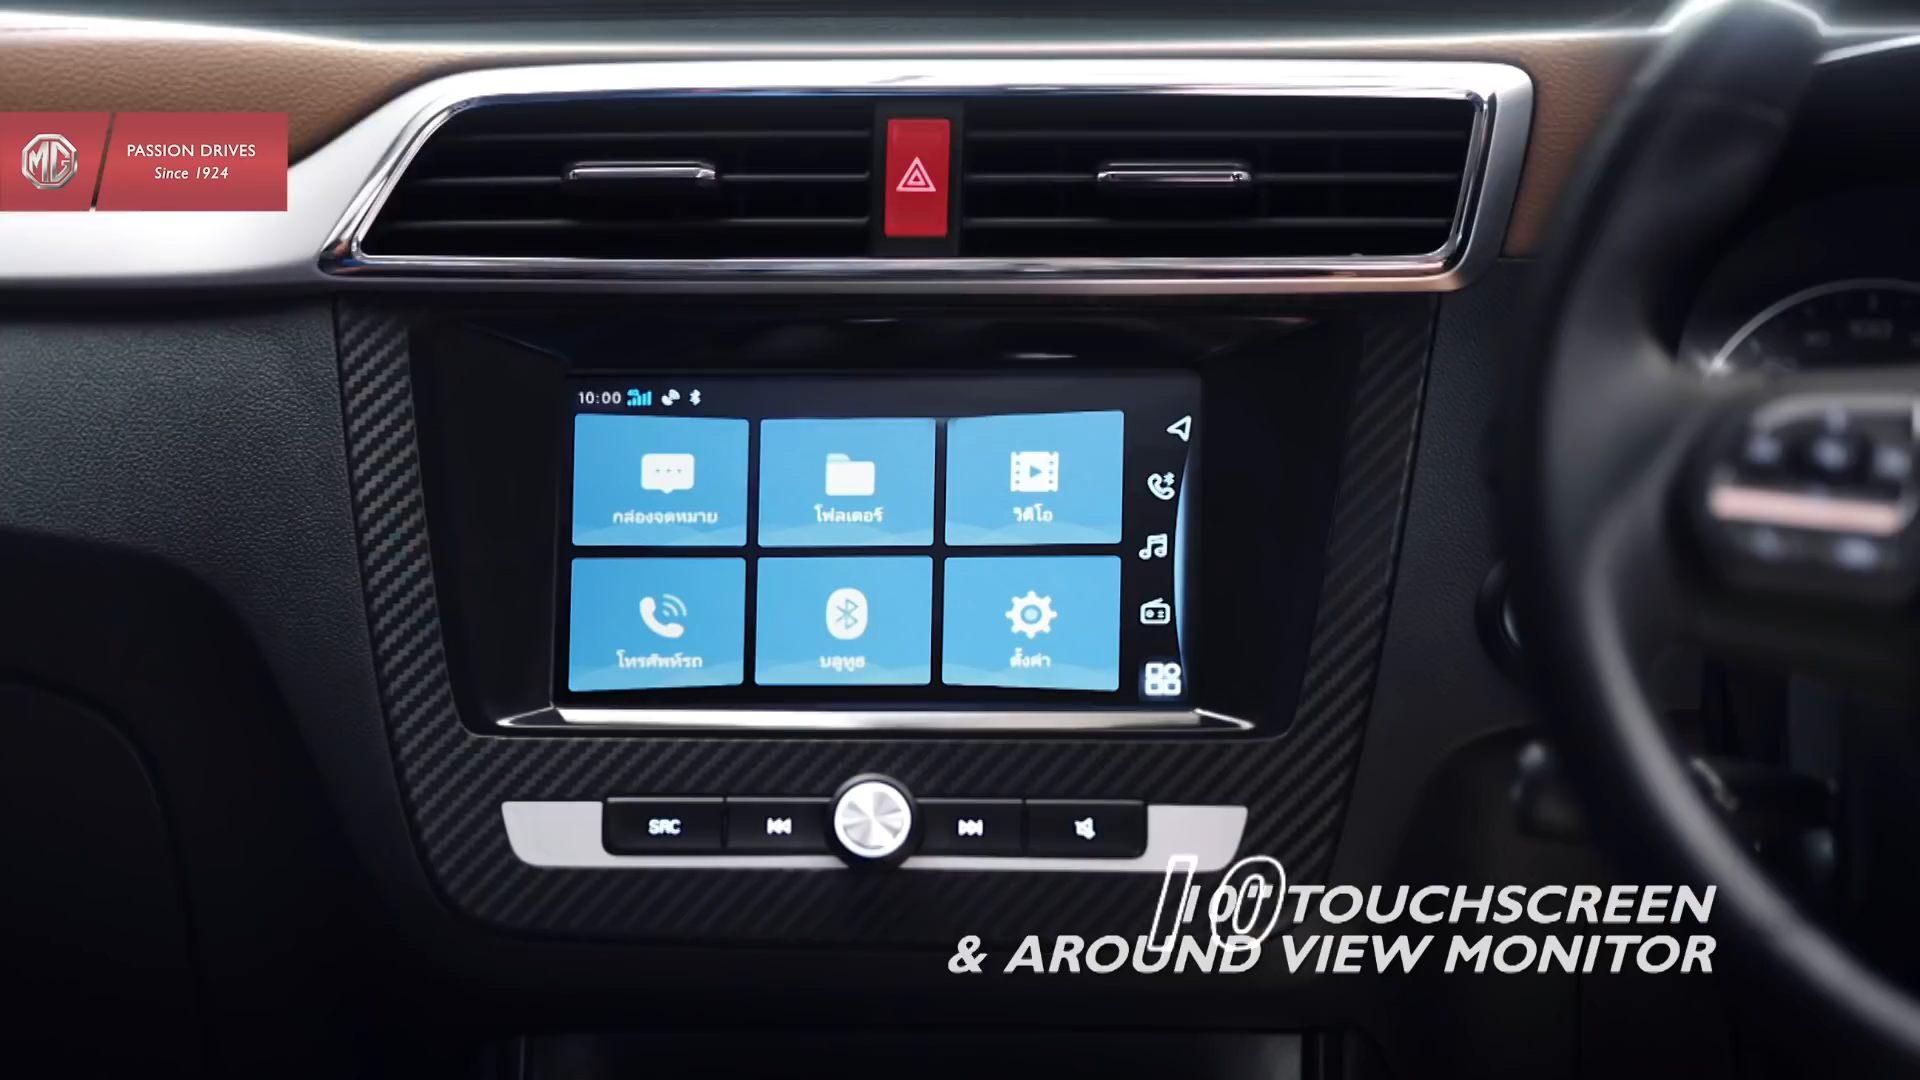 MG
PASSION DRIVES
Since 1924
10:00
กล่องจดหมาย
โฟลเดอร์
วิดีโอ
โทรศัพท์รถ
บลูทูธ
ตั้งค่า
SRC
10" TOUCHSCREEN
& AROUND VIEW MONITOR